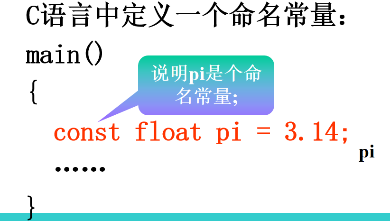 C语言中定义一个命名常量：
main()
{
说明pi是个命
名常量;
const float pi = 3.14;
pi
……
}